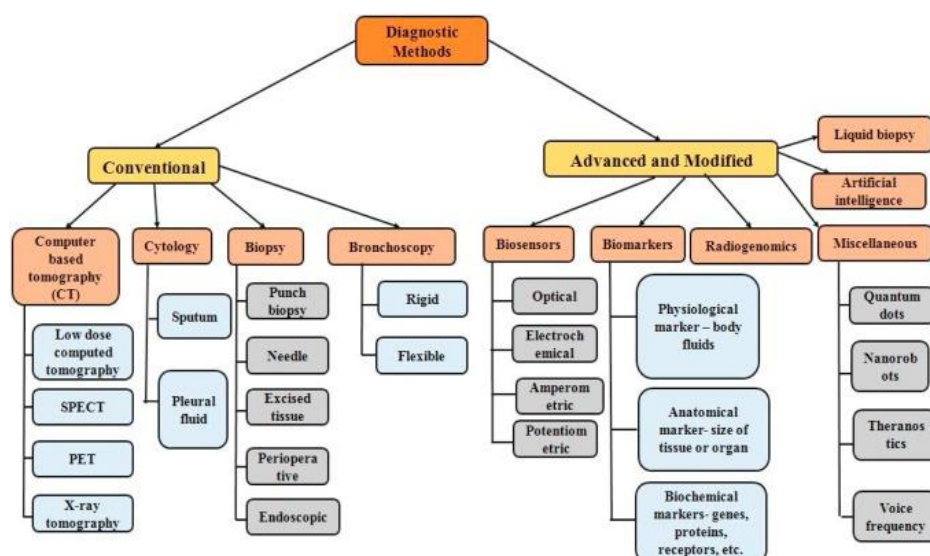 Diagnostic
Methods
Conventional
Advanced and Modified
Liquid biopsy
Artificial
intelligence
Computer
based
tomography
(CT)
Cytology
Biopsy
Bronchoscopy
Biosensors
Biomarkers
Radiogenomics
Miscellaneous
Low dose
computed
tomography
SPECT
PET
X-ray
tomography
Sputum
Pleural
fluid
Punch
biopsy
Needle
Excised
tissue
Periopera
tive
Endoscopic
Rigid
Flexible
Optical
Electroch
emical
Amperom
etric
Potentiom
etric
Physiological
marker – body
fluids
Anatomical
marker- size of
tissue or organ
Biochemical
markers- genes,
proteins,
receptors, etc.
Quantum
dots
Nanorob
ots
Theranos
tics
Voice
frequency